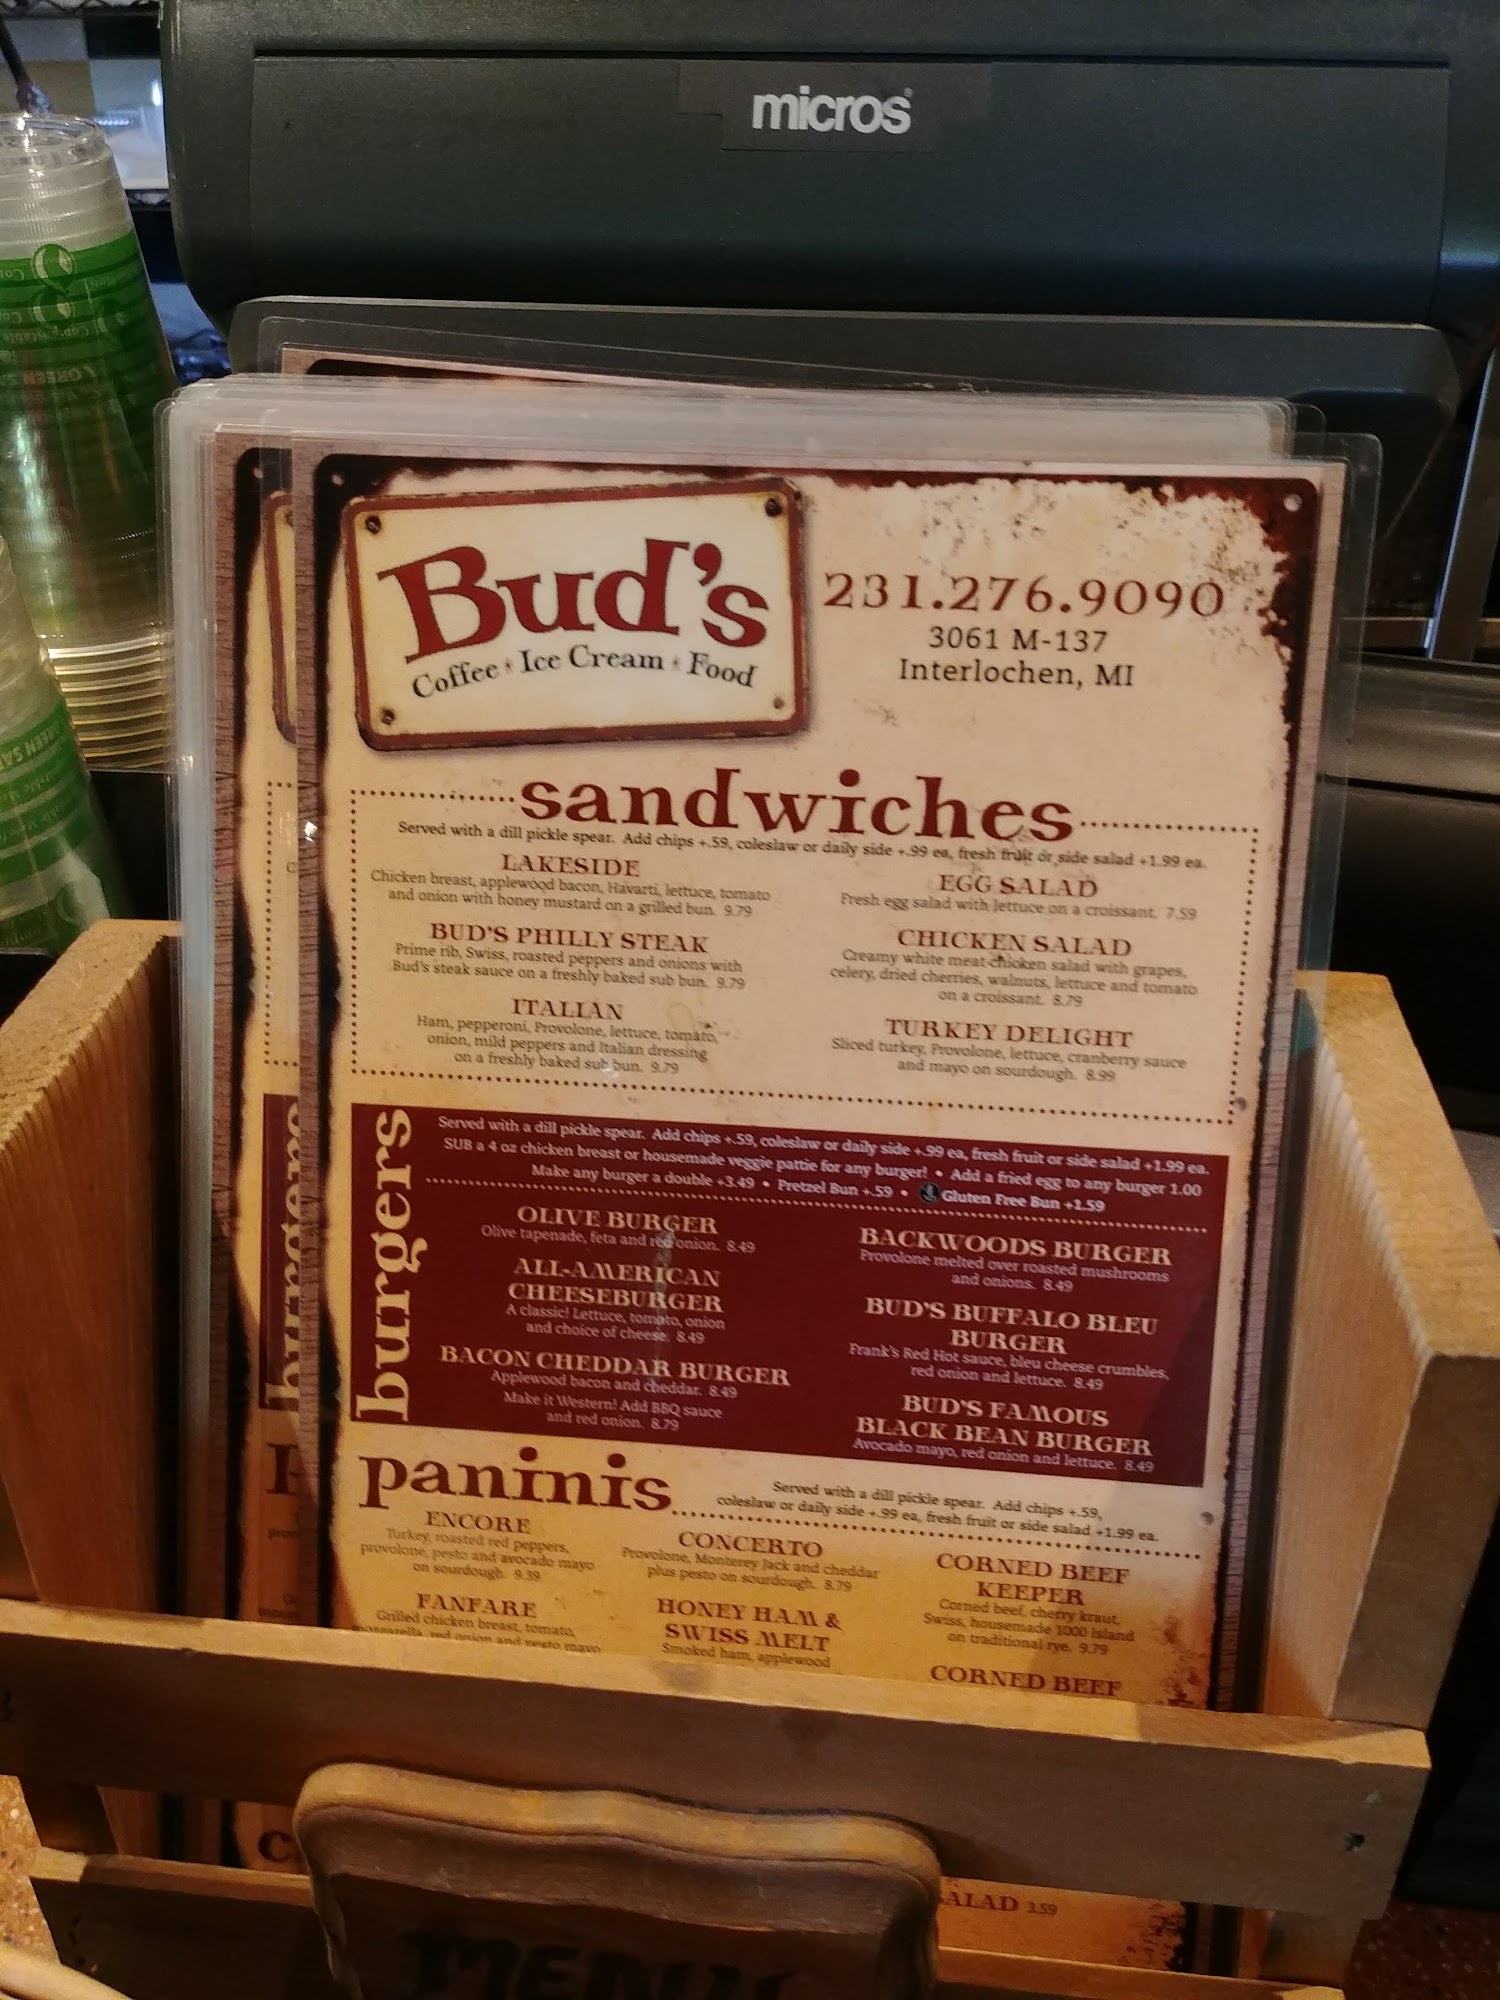 micros
Bud's
Coffee * Ice Cream * Food
231.276.9090
3061 M-137
Interlochen, MI
sandwiches
Served with a dill pickle spear. Add chips +.59, coleslaw or daily side +.99 ea, fresh fruit or side salad +1.99 ea.
LAKESIDE
Chicken breast, applewood bacon, Havarti, lettuce, tomato
and onion with honey mustard on a grilled bun. 9.79
BUD'S PHILLY STEAK
Prime rib, Swiss, roasted peppers and onions with
Bud's steak sauce on a freshly baked sub bun. 9.79
ITALIAN
Ham, pepperoni, Provolone, lettuce, tomato,
onion, mild peppers and Italian dressing
on a freshly baked sub bun. 9.79
EGG SALAD
Fresh egg salad with lettuce on a croissant. 7.59
CHICKEN SALAD
Creamy white meat chicken salad with grapes,
celery, dried cherries, walnuts, lettuce and tomato
on a croissant. 8.79
TURKEY DELIGHT
Sliced turkey, Provolone, lettuce, cranberry sauce
and mayo on sourdough. 8.99
burgers
Served with a dill pickle spear. Add chips +.59, coleslaw or daily side +.99 ea, fresh fruit or side salad +1.99 ea.
SUB a 4 oz chicken breast or housemade veggie pattie for any burger! • Add a fried egg to any burger 1.00
Make any burger a double +3.49 • Pretzel Bun +.59 • Gluten Free Bun +1.59
OLIVE BURGER
Olive tapenade, feta and red onion. 8.49
ALL-AMERICAN
CHEESEBURGER
A classic! Lettuce, tomato, onion
and choice of cheese. 8.49
BACON CHEDDAR BURGER
Applewood bacon and cheddar. 8.49
Make it Western! Add BBQ sauce
and red onion. 8.79
BACKWOODS BURGER
Provolone melted over roasted mushrooms
and onions. 8.49
BUD'S BUFFALO BLEU
BURGER
Frank's Red Hot sauce, bleu cheese crumbles,
red onion and lettuce. 8.49
BUD'S FAMOUS
BLACK BEAN BURGER
Avocado mayo, red onion and lettuce. 8.49
paninis
Served with a dill pickle spear. Add chips +.59,
coleslaw or daily side +.99 ea, fresh fruit or side salad +1.99 ea.
ENCORE
Turkey, roasted red peppers,
provolone, pesto and avocado mayo
on sourdough. 9.39
FANFARE
Grilled chicken breast, tomato,
mozzarella, red onion and pesto mayo
CONCERTO
Provolone, Monterey Jack and cheddar
plus pesto on sourdough. 8.79
HONEY HAM &
SWISS MELT
Smoked ham, applewood
CORNED BEEF
KEEPER
Corned beef, cherry kraut,
Swiss, housemade 1000 Island
on traditional rye. 9.79
CORNED BEEF
SALAD 3.59
MENU